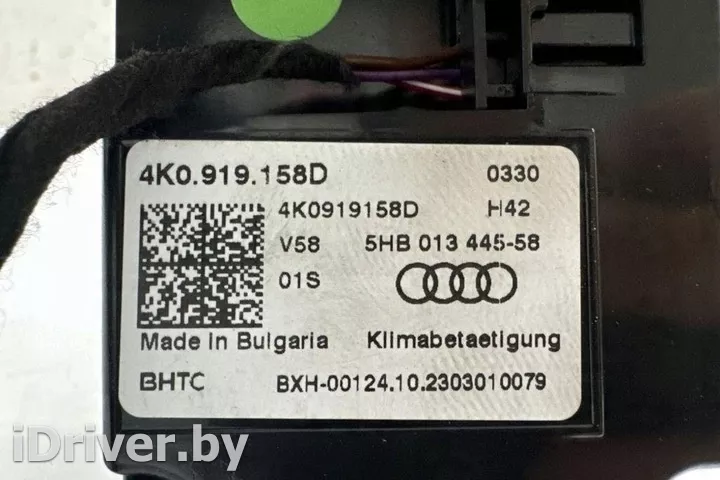 4K0.919.158D 0330
4K0919158D H42
V58 5HB 013 445-58
01S
Made in Bulgaria Klimabetaetigung
BHTC BXH-00124.10.2303010079
iDriver.by